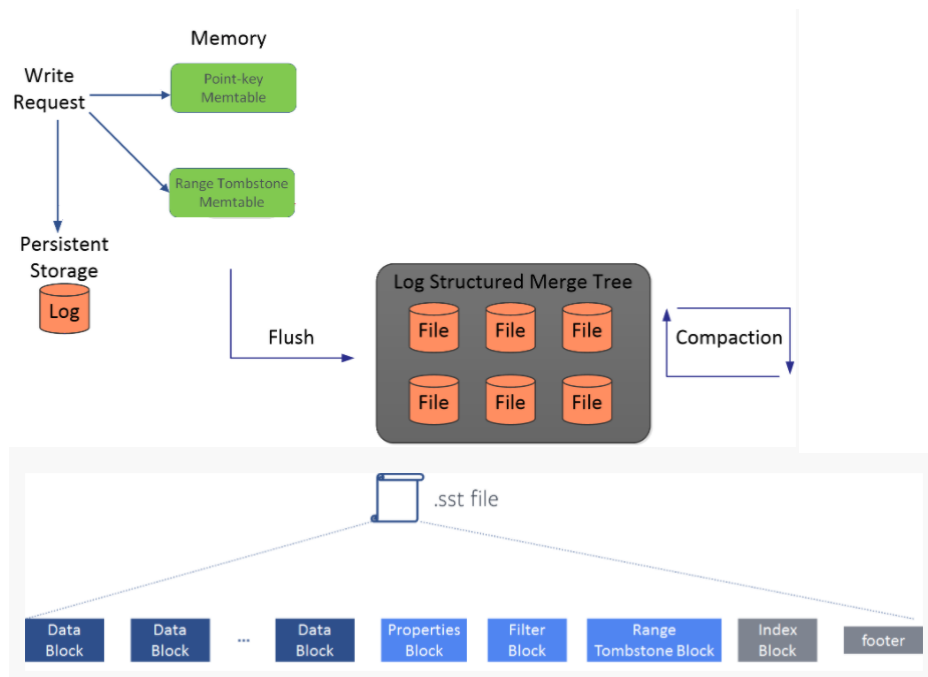 Memory
Write
Request
Point-key
Memtable
Range Tombstone
Memtable
Persistent
Storage
Log
Flush
Log Structured Merge Tree
File
File
File
File
File
File
Compaction
.sst file
Data
Block
Data
Block
...
Data
Block
Properties
Block
Filter
Block
Range
Tombstone Block
Index
Block
footer